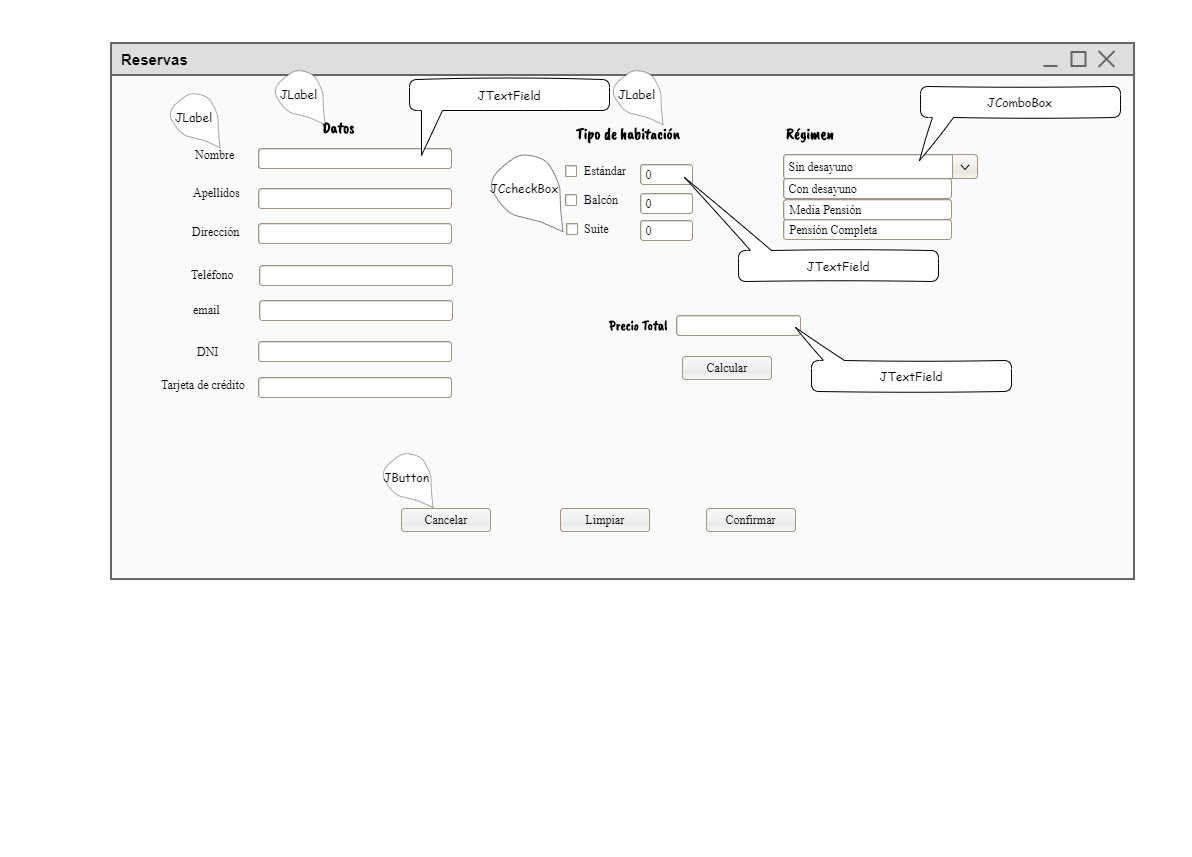 Reservas
JLabel
JTextField
JLabel
JComboBox
JLabel
Datos
Tipo de habitación
Régimen
Nombre
Sin desayuno
Estándar
0
JCcheckBox
Con desayuno
Apellidos
Balcón
0
Media Pensión
Dirección
Suite
0
Pensión Completa
JTextField
Teléfono
email
Precio Total
DNI
Calcular
JTextField
Tarjeta de crédito
JButton
Cancelar
Limpiar
Confirmar